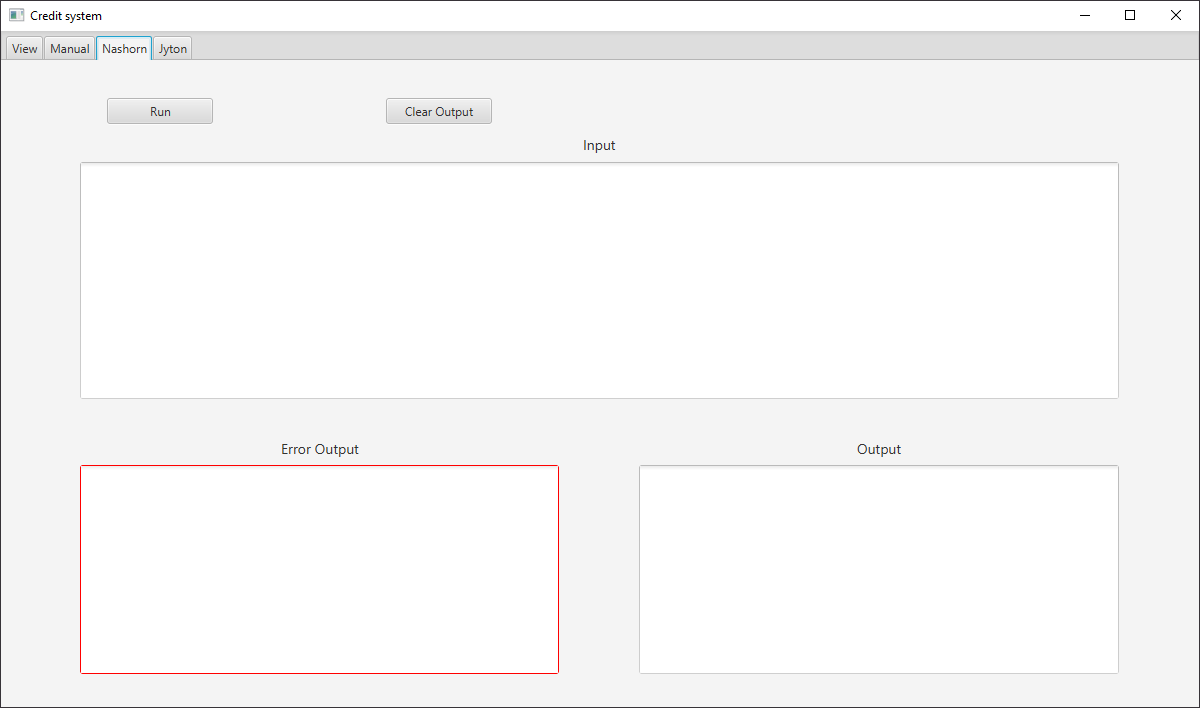 Credit system
View Manual Nashorn Jyton
Run Clear Output
Input
Error Output Output